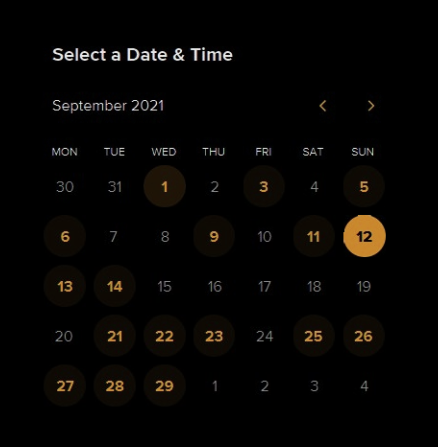 Select a Date & Time
September 2021
MON TUE WED THU FRI SAT SUN
30 31 1 2 3 4 5
6 7 8 9 10 11 12
13 14 15 16 17 18 19
20 21 22 23 24 25 26
27 28 29 1 2 3 4